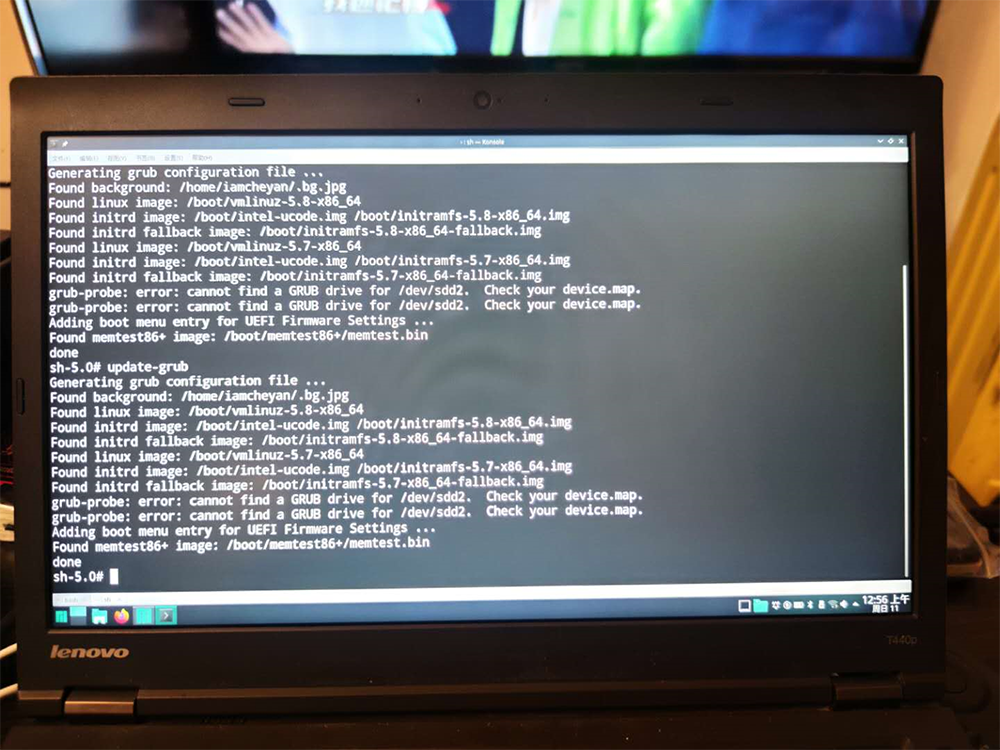 ~ : sh — Konsole
Generating grub configuration file ...
Found background: /home/iamcheyan/.bg.jpg
Found linux image: /boot/vmlinuz-5.8-x86_64
Found initrd image: /boot/intel-ucode.img /boot/initramfs-5.8-x86_64.img
Found initrd fallback image: /boot/initramfs-5.8-x86_64-fallback.img
Found linux image: /boot/vmlinuz-5.7-x86_64
Found initrd image: /boot/intel-ucode.img /boot/initramfs-5.7-x86_64.img
Found initrd fallback image: /boot/initramfs-5.7-x86_64-fallback.img
grub-probe: error: cannot find a GRUB drive for /dev/sdd2.  Check your device.map.
grub-probe: error: cannot find a GRUB drive for /dev/sdd2.  Check your device.map.
Adding boot menu entry for UEFI Firmware Settings ...
Found memtest86+ image: /boot/memtest86+/memtest.bin
done
sh-5.0# update-grub
Generating grub configuration file ...
Found background: /home/iamcheyan/.bg.jpg
Found linux image: /boot/vmlinuz-5.8-x86_64
Found initrd image: /boot/intel-ucode.img /boot/initramfs-5.8-x86_64.img
Found initrd fallback image: /boot/initramfs-5.8-x86_64-fallback.img
Found linux image: /boot/vmlinuz-5.7-x86_64
Found initrd image: /boot/intel-ucode.img /boot/initramfs-5.7-x86_64.img
Found initrd fallback image: /boot/initramfs-5.7-x86_64-fallback.img
grub-probe: error: cannot find a GRUB drive for /dev/sdd2.  Check your device.map.
grub-probe: error: cannot find a GRUB drive for /dev/sdd2.  Check your device.map.
Adding boot menu entry for UEFI Firmware Settings ...
Found memtest86+ image: /boot/memtest86+/memtest.bin
done
sh-5.0#
12:56 上午
周日 11
lenovo
T440p